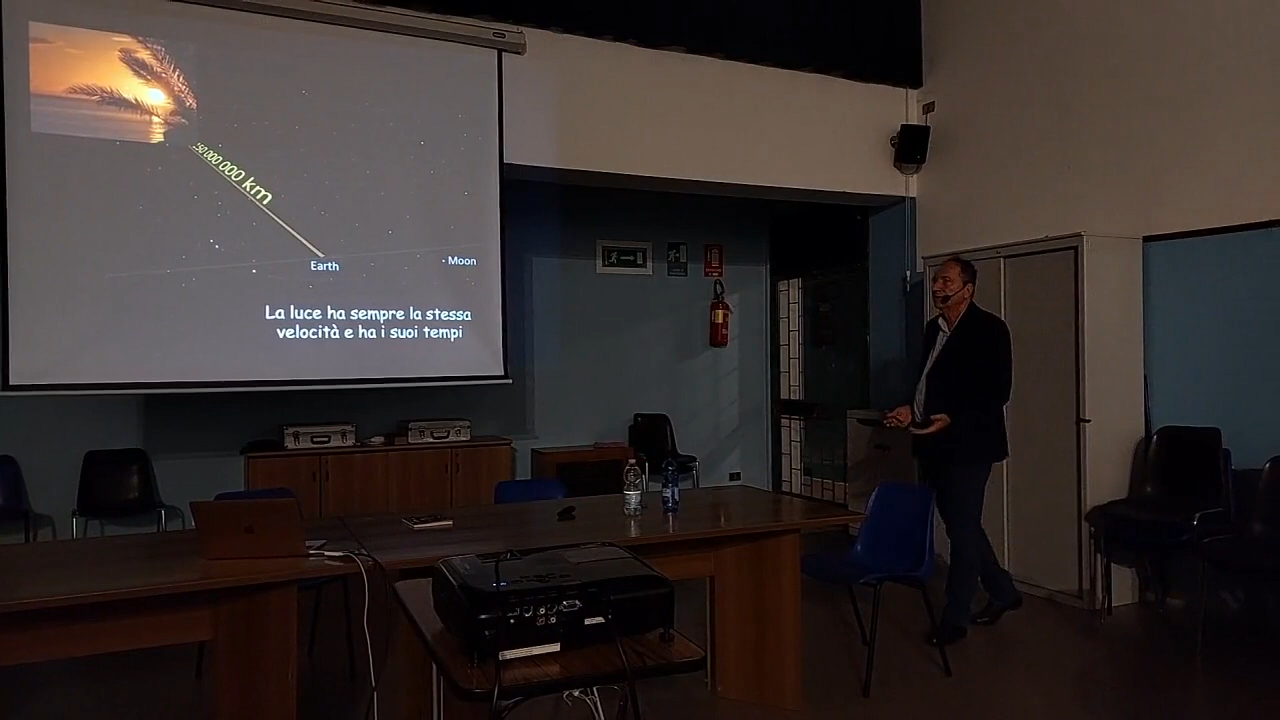 150 000 000 km
Earth
Moon
La luce ha sempre la stessa
velocità e ha i suoi tempi